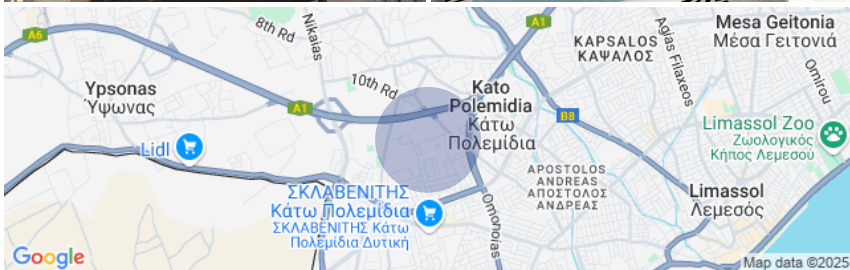 A6
8th Rd
Nikaias
A1
KAPSALOS
ΚΑΨΑΛΟΣ
Agias Filaxeos
Mesa Geitonia
Μέσα Γειτονιά
Omirou
Ypsonas
Ύψωνας
10th Rd
A1
Kato
Polemidia
Κάτω
Πολεμίδια
B8
Lidl
Limassol Zoo
Ζωολογικός
Κήπος Λεμεσού
APOSTOLOS
ANDREAS
ΑΠΟΣΤΟΛΟΣ
ΑΝΔΡΕΑΣ
ΣΚΛΑΒΕΝΙΤΗΣ
Κάτω Πολεμίδια
ΣΚΛΑΒΕΝΙΤΗΣ Κάτω
Πολεμίδια Δυτική
Omonoias
Limassol
Λεμεσός
Google
Map data ©2025